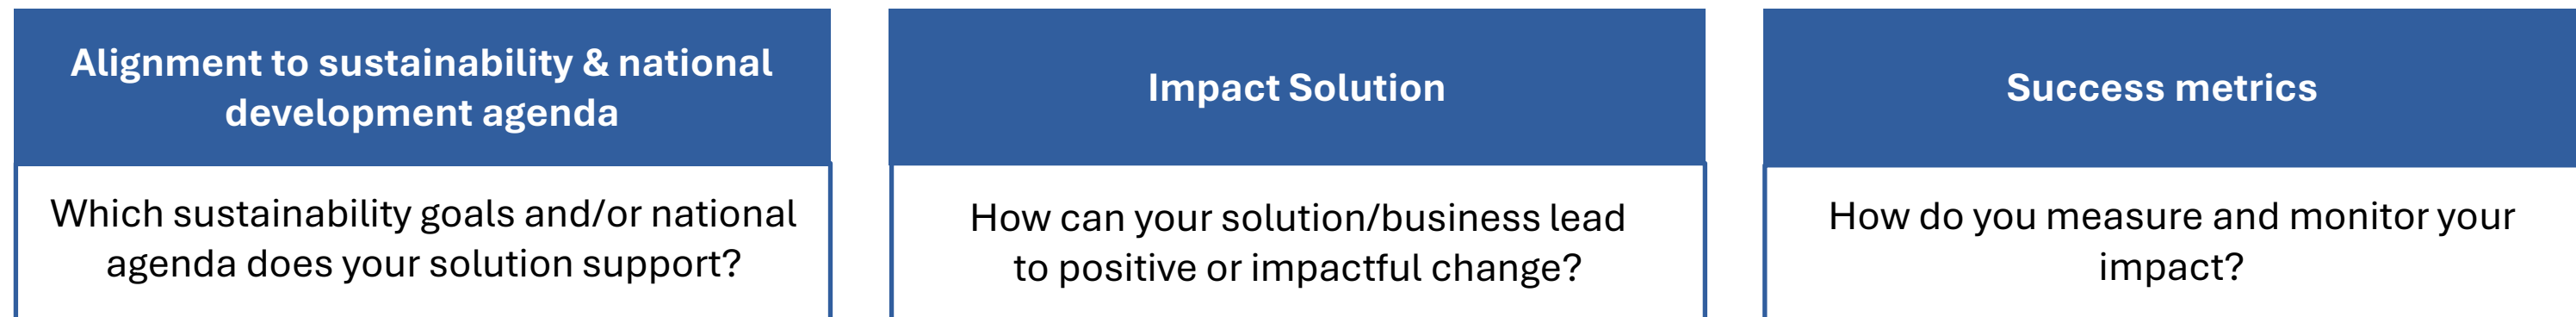 Alignment to sustainability & national
development agenda
Which sustainability goals and/or national
agenda does your solution support?
Impact Solution
How can your solution/business lead
to positive or impactful change?
Success metrics
How do you measure and monitor your
impact?